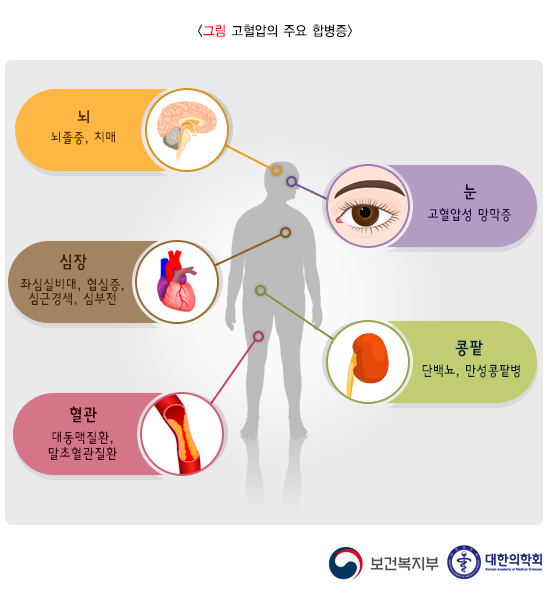 <그림 고혈압의 주요 합병증>
뇌
뇌졸중, 치매
눈
고혈압성 망막증
심장
좌심실비대, 협심증,
심근경색, 심부전
콩팥
단백뇨, 만성콩팥병
혈관
대동맥질환,
말초혈관질환
보건복지부
대한의학회
Korean Academy of Medical Sciences